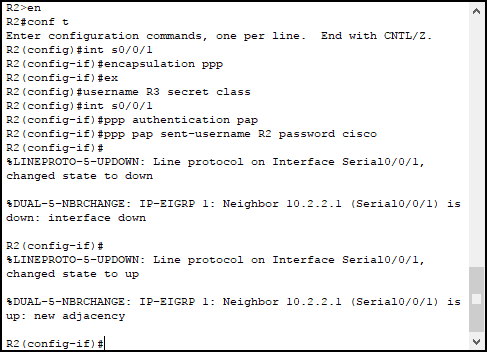 R2>en
R2#conf t
Enter configuration commands, one per line.  End with CNTL/Z.
R2(config)#int s0/0/1
R2(config-if)#encapsulation ppp
R2(config-if)#ex
R2(config)#username R3 secret class
R2(config)#int s0/0/1
R2(config-if)#ppp authentication pap
R2(config-if)#ppp pap sent-username R2 password cisco
R2(config-if)#
%LINEPROTO-5-UPDOWN: Line protocol on Interface Serial0/0/1,
changed state to down
%DUAL-5-NBRCHANGE: IP-EIGRP 1: Neighbor 10.2.2.1 (Serial0/0/1) is
down: interface down
R2(config-if)#
%LINEPROTO-5-UPDOWN: Line protocol on Interface Serial0/0/1,
changed state to up
%DUAL-5-NBRCHANGE: IP-EIGRP 1: Neighbor 10.2.2.1 (Serial0/0/1) is
up: new adjacency
R2(config-if)#